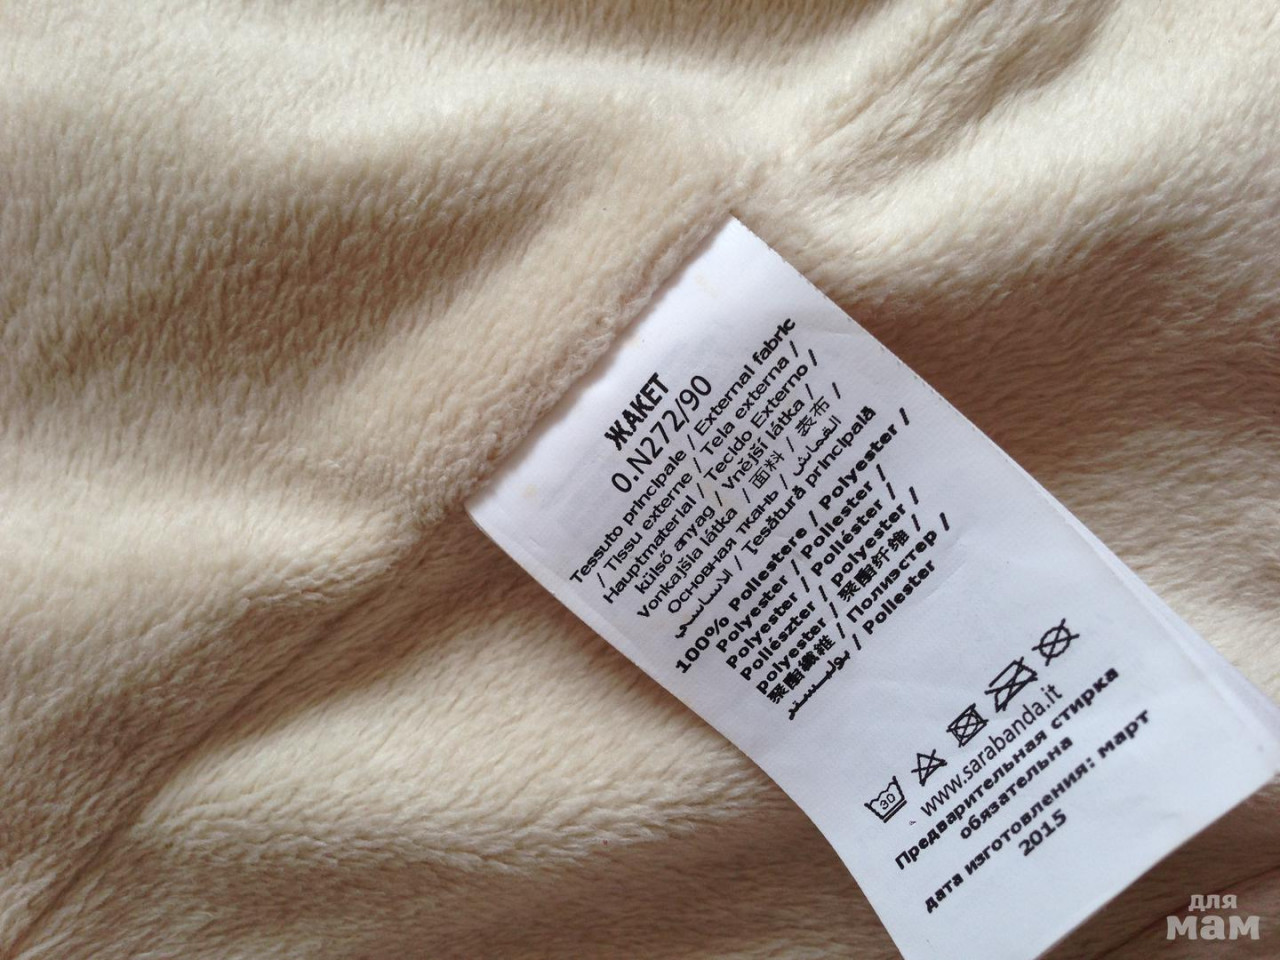 ЖАКЕТ
0.N272/90
Tessuto principale / External fabric
/ Tissu externe / Tela externa /
Hauptmaterial / Tecido Externo /
külső anyag / Vnější látka /
Vonkajšia látka / 面料 / 表布 /
Основная ткань / القماش
الاساسي / Țesătură principală
100% Poliestere / Polyester /
Polyester / Poliester /
Polyester / Poliéster /
Poliészter / polyester /
polyester / 聚酯纤维 /
聚酯纖維 / Полиэстер /
بوليستر / Poliester
30
www.sarabanda.it
Предварительная стирка
обязательна
дата изготовления: март
2015
для
мам